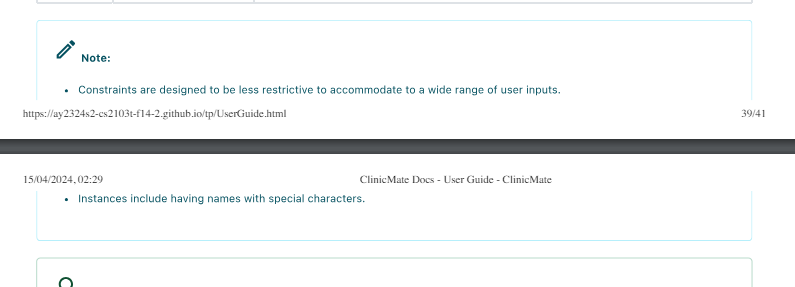 Note:
• Constraints are designed to be less restrictive to accommodate to a wide range of user inputs.
https://ay2324s2-cs2103t-f14-2.github.io/tp/UserGuide.html 39/41
15/04/2024, 02:29 ClinicMate Docs - User Guide - ClinicMate
• Instances include having names with special characters.